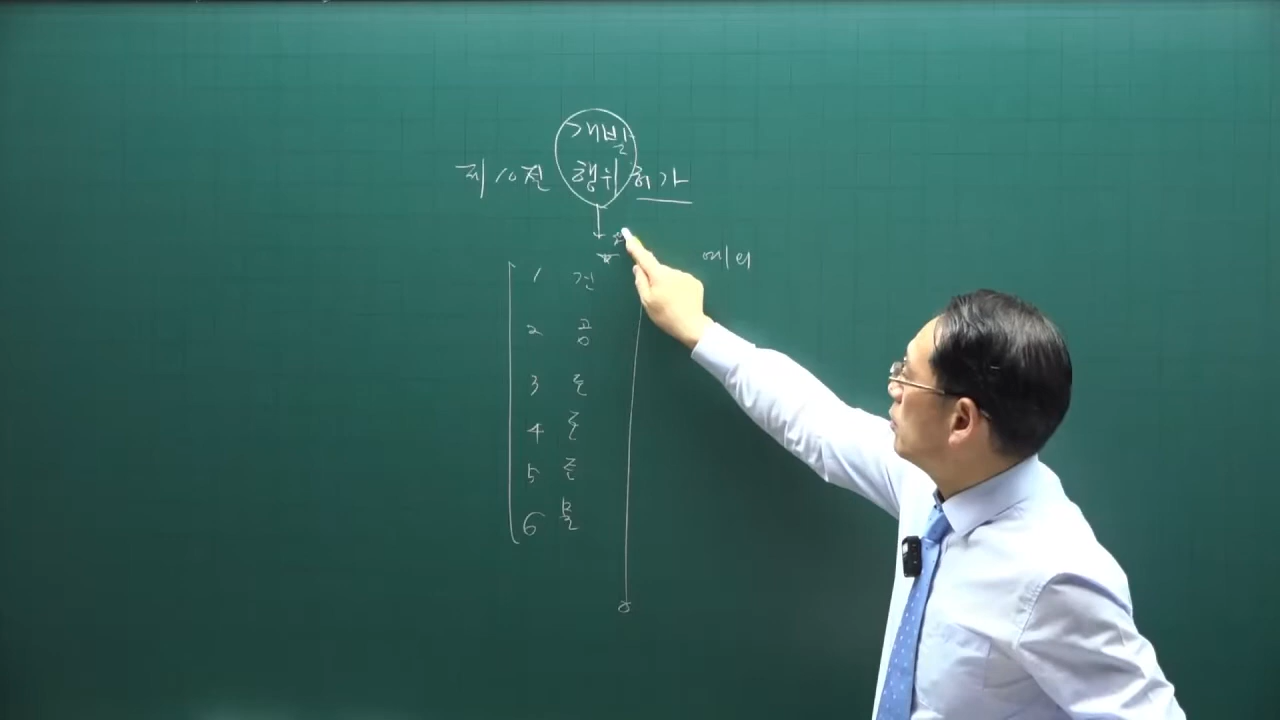 개발
제10전 행위 허가
예외
1 건
2 공
3 토
4 토
5 토
6 물